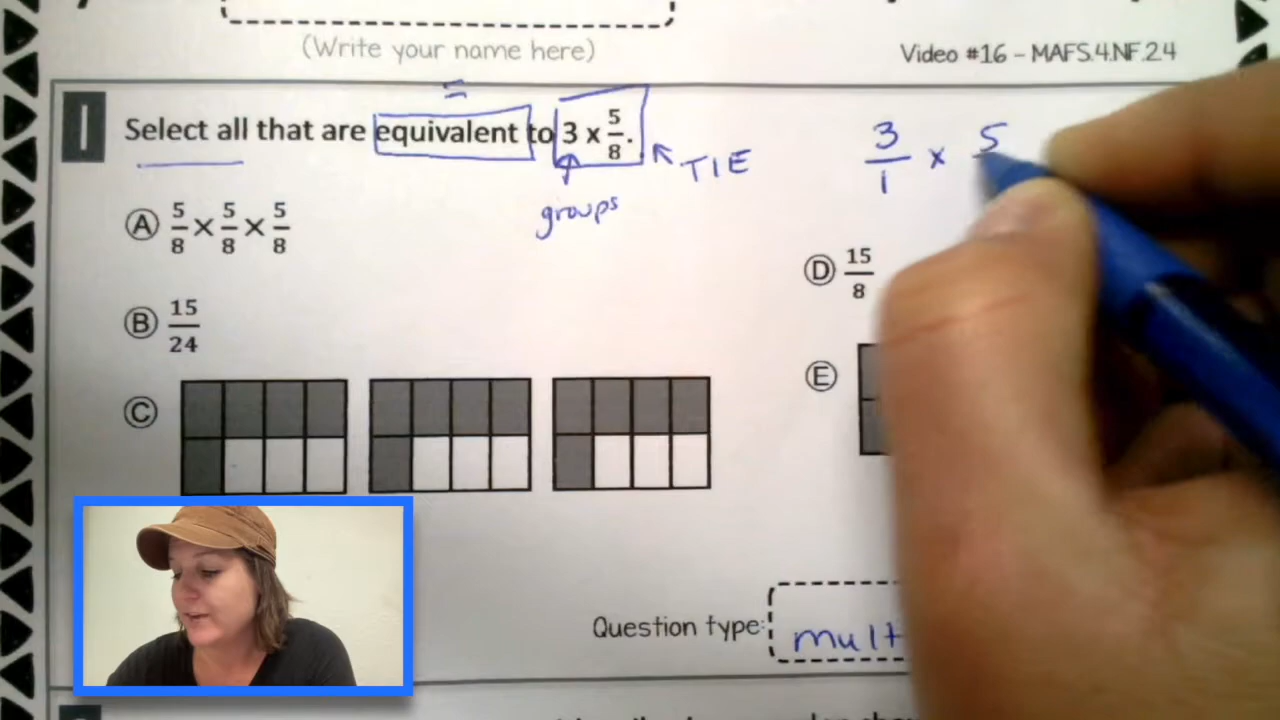 (Write your name here)
Video #16 – MAFS.4.NF.2.4
1
=
Select all that are equivalent to 3 x 5/8.
TIE
groups
3/1 x 5
A 5/8 × 5/8 × 5/8
B 15/24
C
D 15/8
E
Question type:
mult